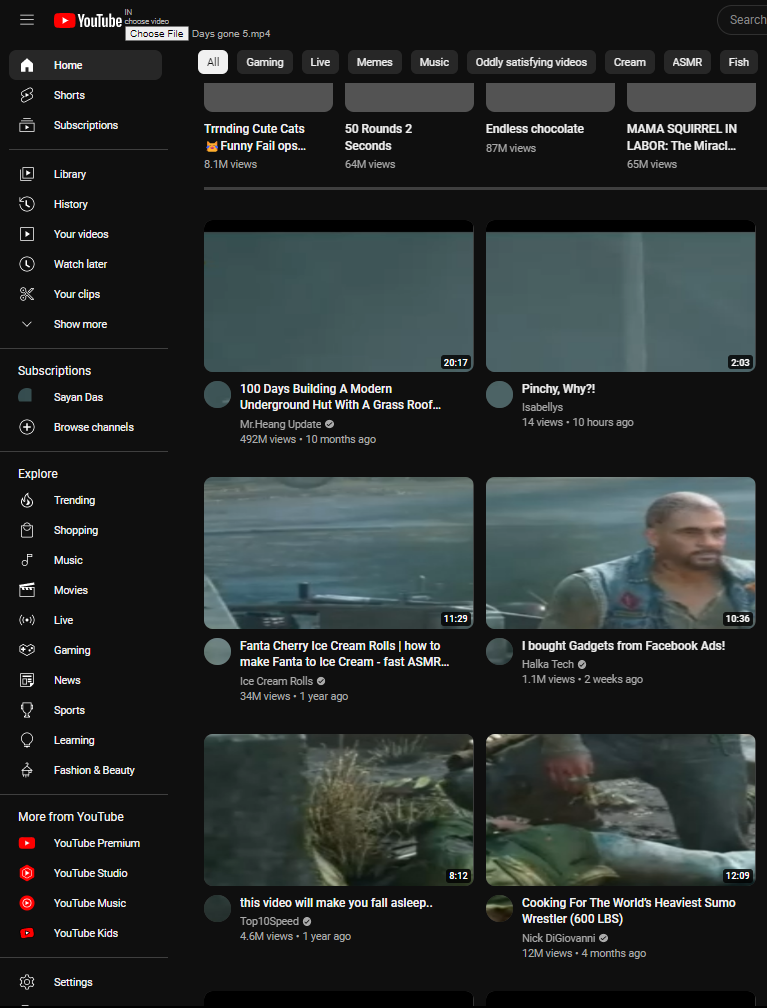 YouTube IN
choose video
Choose File Days gone 5.mp4
Search
Home
Shorts
Subscriptions
Library
History
Your videos
Watch later
Your clips
Show more
Subscriptions
Sayan Das
Browse channels
Explore
Trending
Shopping
Music
Movies
Live
Gaming
News
Sports
Learning
Fashion & Beauty
More from YouTube
YouTube Premium
YouTube Studio
YouTube Music
YouTube Kids
Settings
All Gaming Live Memes Music Oddly satisfying videos Cream ASMR Fish
Trrnding Cute Cats
🐱Funny Fail ops...
8.1M views
50 Rounds 2
Seconds
64M views
Endless chocolate
87M views
MAMA SQUIRREL IN
LABOR: The Miracl...
65M views
20:17
100 Days Building A Modern
Underground Hut With A Grass Roof...
Mr.Heang Update
492M views • 10 months ago
2:03
Pinchy, Why?!
Isabellys
14 views • 10 hours ago
11:29
Fanta Cherry Ice Cream Rolls | how to
make Fanta to Ice Cream - fast ASMR...
Ice Cream Rolls
34M views • 1 year ago
10:36
I bought Gadgets from Facebook Ads!
Halka Tech
1.1M views • 2 weeks ago
8:12
this video will make you fall asleep..
Top10Speed
4.6M views • 1 year ago
12:09
Cooking For The World's Heaviest Sumo
Wrestler (600 LBS)
Nick DiGiovanni
12M views • 4 months ago